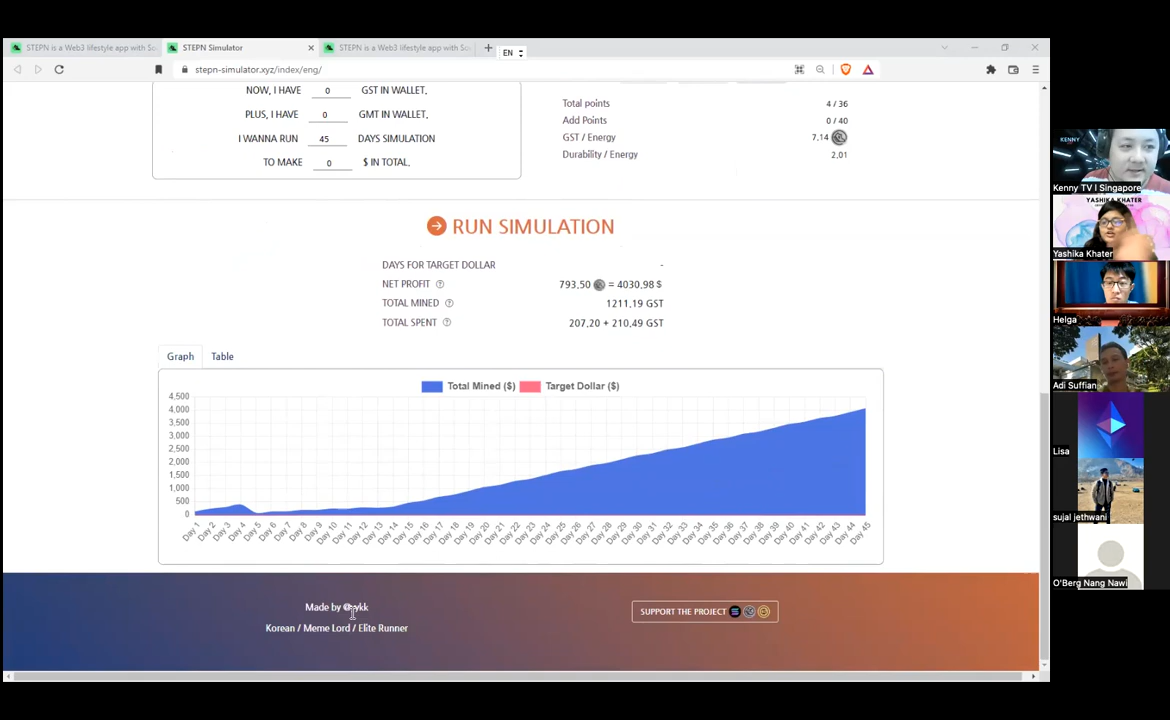 STEPN is a Web3 lifestyle app with So
STEPN Simulator
STEPN is a Web3 lifestyle app with So
EN
stepn-simulator.xyz/index/eng/
NOW, I HAVE 0 GST IN WALLET,
PLUS, I HAVE 0 GMT IN WALLET,
I WANNA RUN 45 DAYS SIMULATION
TO MAKE 0 $ IN TOTAL.
Total points 4 / 36
Add Points 0 / 40
GST / Energy 7,14
Durability / Energy 2,01
RUN SIMULATION
DAYS FOR TARGET DOLLAR -
NET PROFIT ? 793,50 = 4030,98 $
TOTAL MINED ? 1211,19 GST
TOTAL SPENT ? 207,20 + 210,49 GST
Graph Table
Total Mined ($) Target Dollar ($)
4,500
4,000
3,500
3,000
2,500
2,000
1,500
1,000
500
0
Day 1 Day 2 Day 3 Day 4 Day 5 Day 6 Day 7 Day 8 Day 9 Day 10 Day 11 Day 12 Day 13 Day 14 Day 15 Day 16 Day 17 Day 18 Day 19 Day 20 Day 21 Day 22 Day 23 Day 24 Day 25 Day 26 Day 27 Day 28 Day 29 Day 30 Day 31 Day 32 Day 33 Day 34 Day 35 Day 36 Day 37 Day 38 Day 39 Day 40 Day 41 Day 42 Day 43 Day 44 Day 45
Made by
Korean / Meme Lord / Elite Runner
SUPPORT THE PROJECT
KENNY
Kenny TV I Singapore
YASHIKA KHATER
Yashika Khater
Helga
Adi Suffian
Lisa
sujal jethwani
O'Berg Nang Nawi